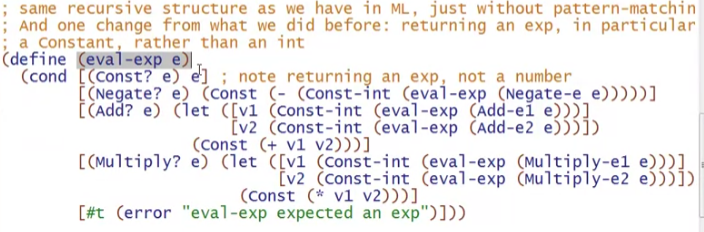 ; same recursive structure as we have in ML, just without pattern-matchin
; And one change from what we did before: returning an exp, in particular
; a Constant, rather than an int
(define (eval-exp e)
  (cond [(Const? e) e] ; note returning an exp, not a number
        [(Negate? e) (Const (- (Const-int (eval-exp (Negate-e e)))))]
        [(Add? e) (let ([v1 (Const-int (eval-exp (Add-e1 e)))]
                        [v2 (Const-int (eval-exp (Add-e2 e)))])
                    (Const (+ v1 v2)))]
        [(Multiply? e) (let ([v1 (Const-int (eval-exp (Multiply-e1 e)))]
                             [v2 (Const-int (eval-exp (Multiply-e2 e)))])
                         (Const (* v1 v2)))]
        [#t (error "eval-exp expected an exp")]))